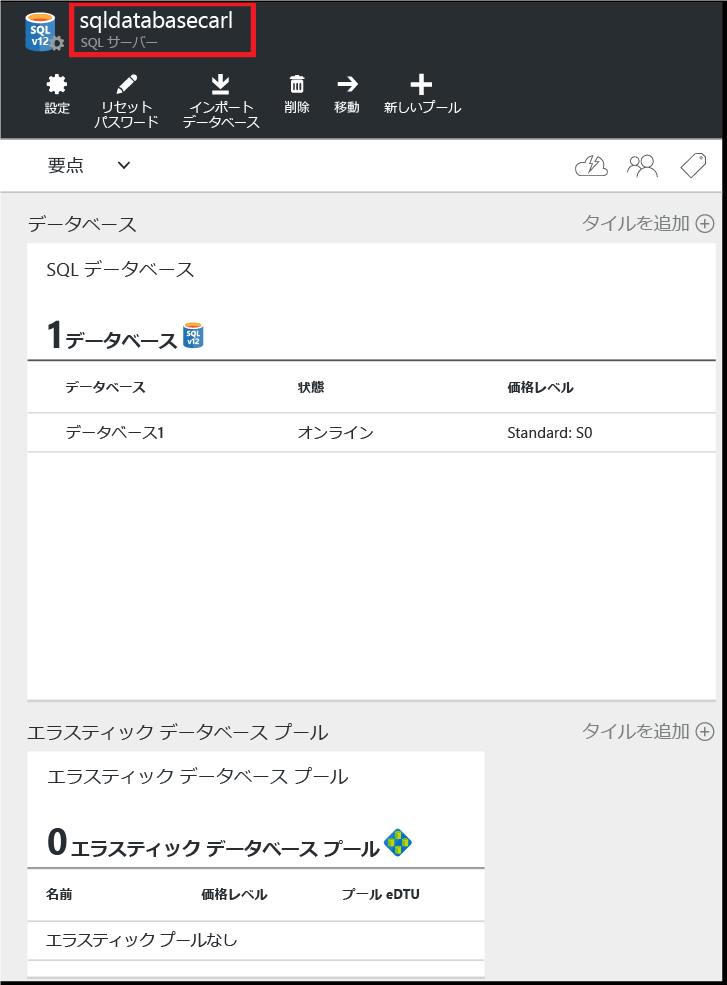 SQL
v12
sqldatabasecarl
SQL サーバー
設定
リセット
パスワード
インポート
データベース
削除
移動
新しいプール
要点
データベース
タイルを追加
SQL データベース
1 データベース
SQL
v12
データベース 状態 価格レベル
データベース1 オンライン Standard: S0
エラスティック データベース プール
タイルを追加
エラスティック データベース プール
0 エラスティック データベース プール
名前 価格レベル プール eDTU
エラスティック プールなし